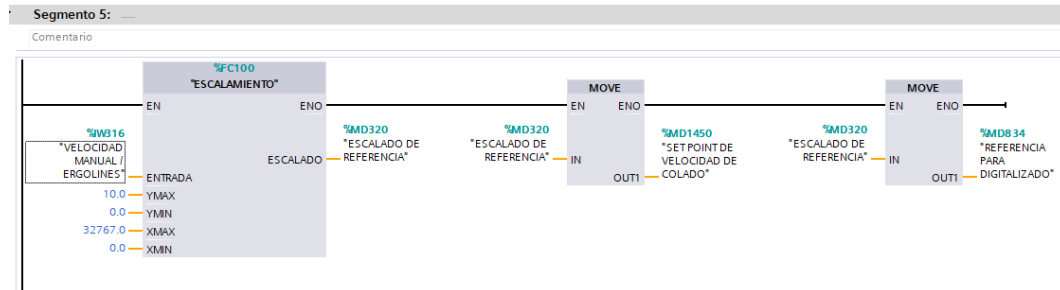 Segmento 5: .....
Comentario
%FC100
"ESCALAMIENTO"
EN ENO
%IW316
"VELOCIDAD
MANUAL /
ERGOLINES"
ENTRADA
10.0 YMAX
0.0 YMIN
32767.0 XMAX
0.0 XMIN
ESCALADO
%MD320
"ESCALADO DE
REFERENCIA"
MOVE
EN ENO
%MD320
"ESCALADO DE
REFERENCIA"
IN
OUT1
%MD1450
"SETPOINT DE
VELOCIDAD DE
COLADO"
MOVE
EN ENO
%MD320
"ESCALADO DE
REFERENCIA"
IN
OUT1
%MD834
"REFERENCIA
PARA
DIGITALIZADO"